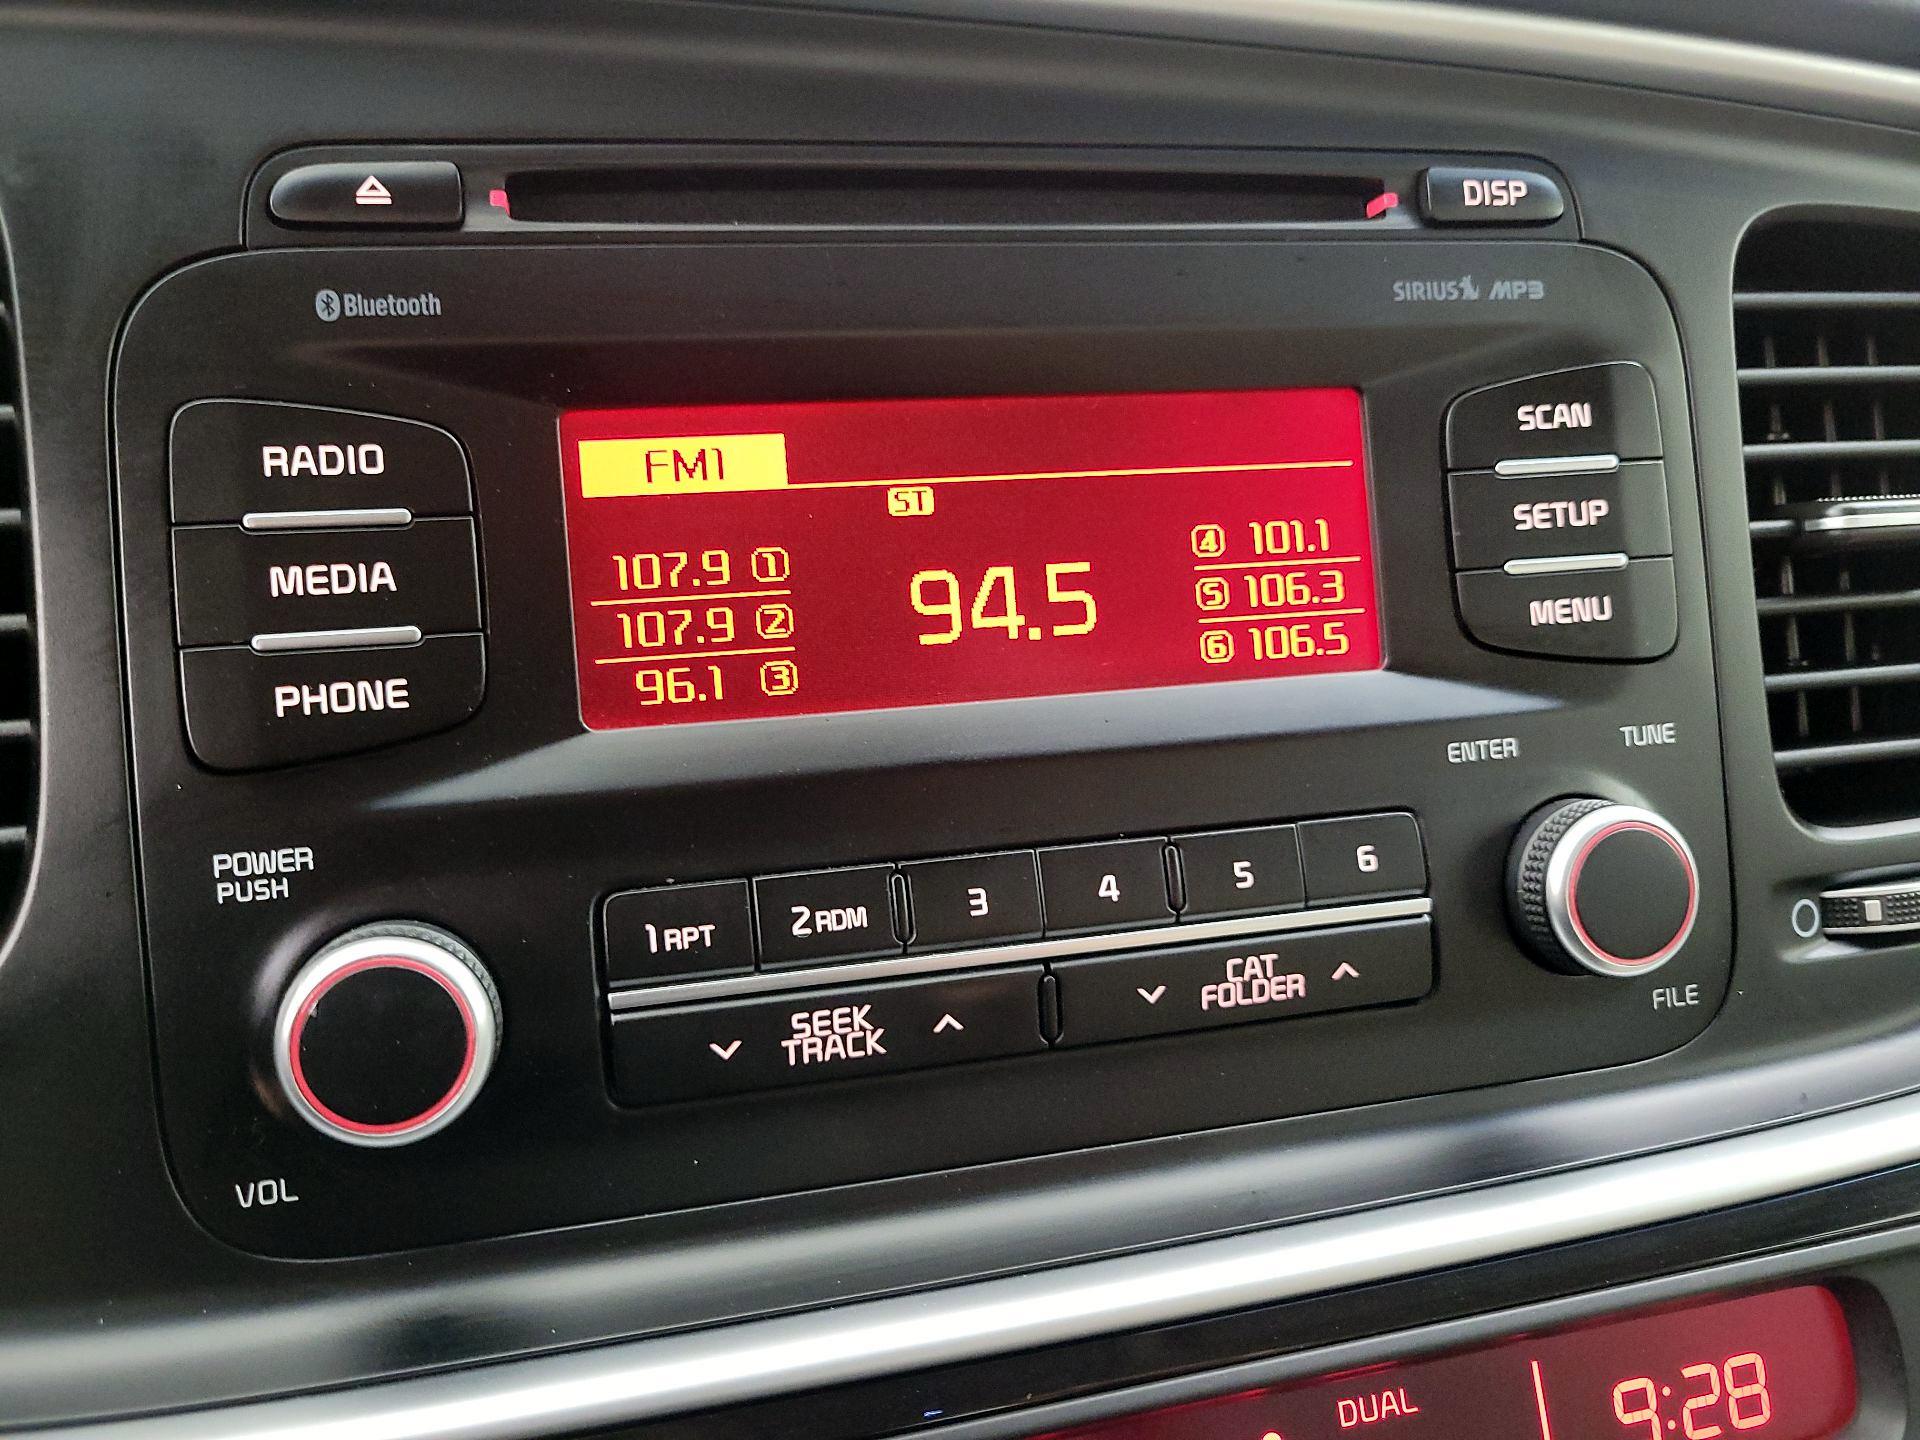 DISP
Bluetooth
SIRIUS MP3
RADIO
MEDIA
PHONE
FM1
ST
107.9 1
107.9 2
96.1 3
94.5
4 101.1
5 106.3
6 106.5
SCAN
SETUP
MENU
ENTER
TUNE
FILE
POWER
PUSH
VOL
1 RPT
2 RDM
3
4
5
6
SEEK
TRACK
CAT
FOLDER
DUAL
9:28